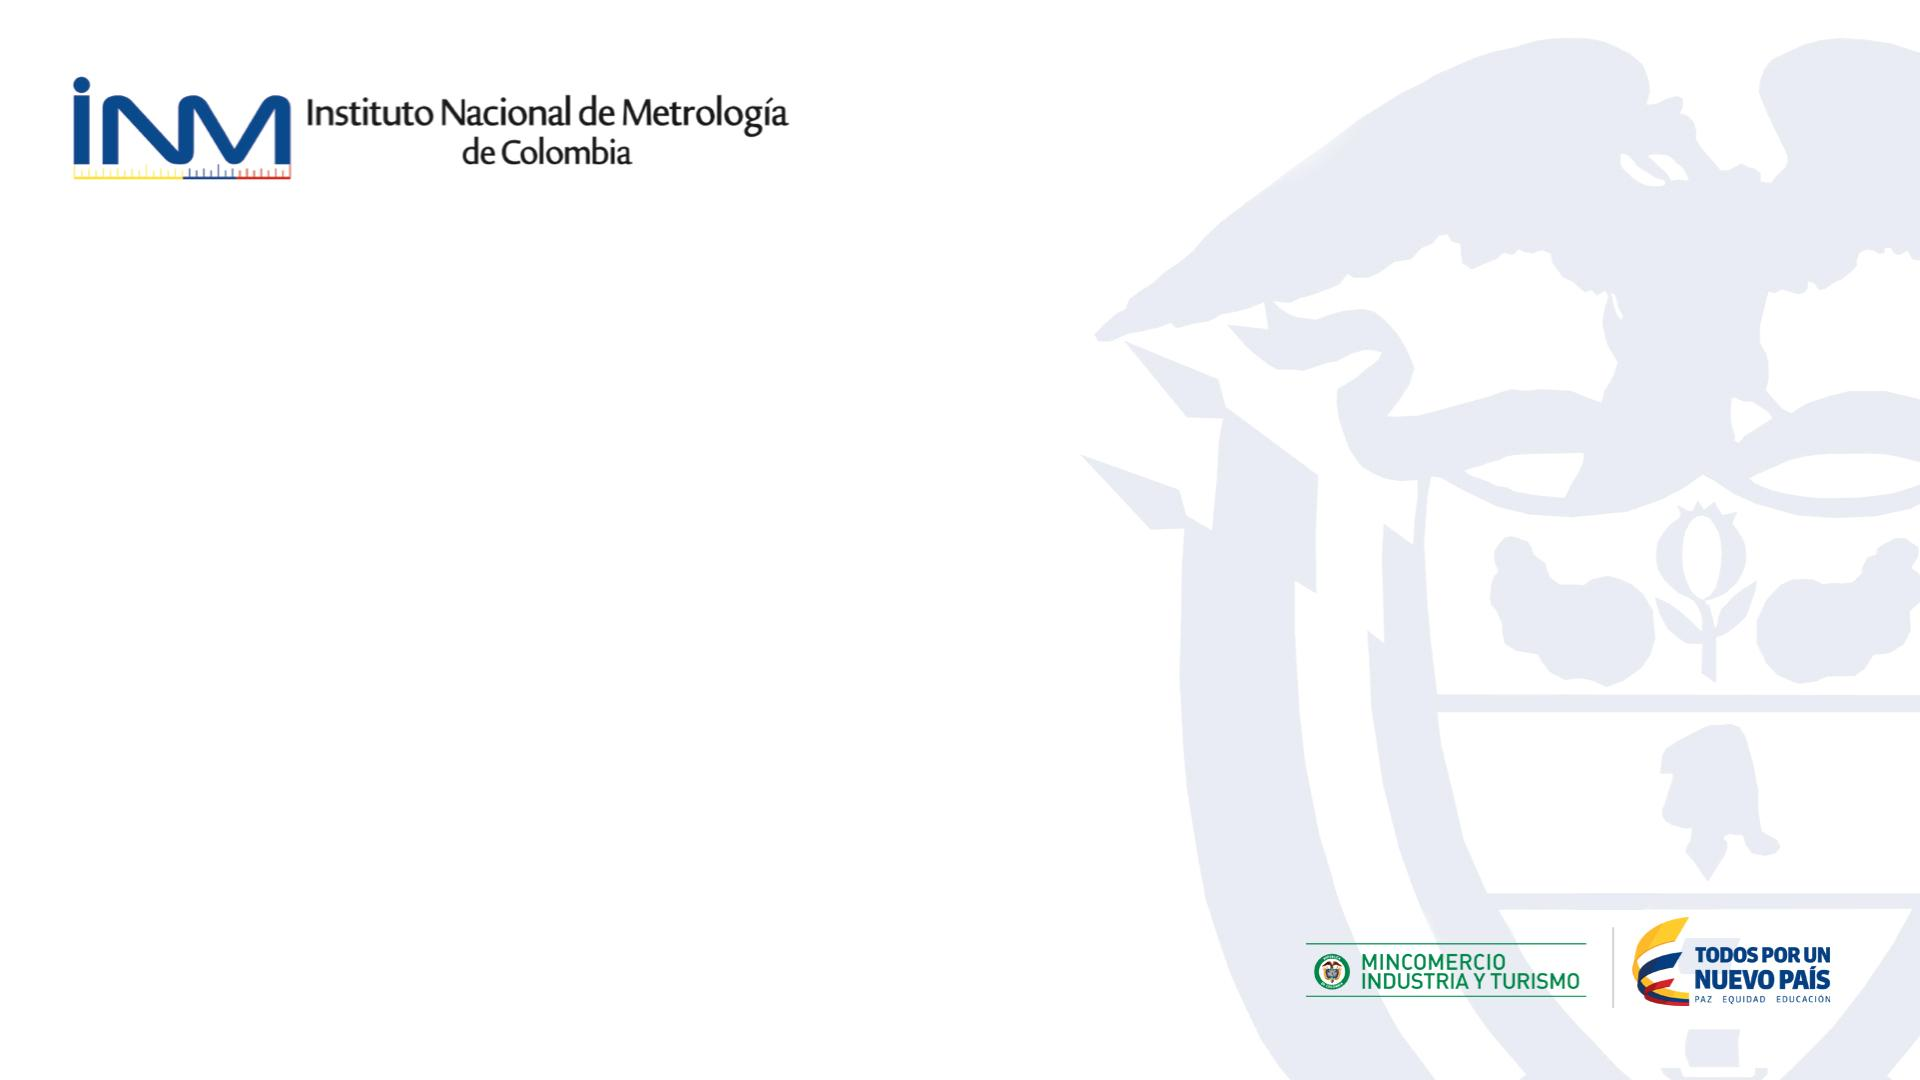 iNM
Instituto Nacional de Metrología
de Colombia
MINCOMERCIO
INDUSTRIA Y TURISMO
TODOS POR UN
NUEVO PAÍS
PAZ EQUIDAD EDUCACIÓN